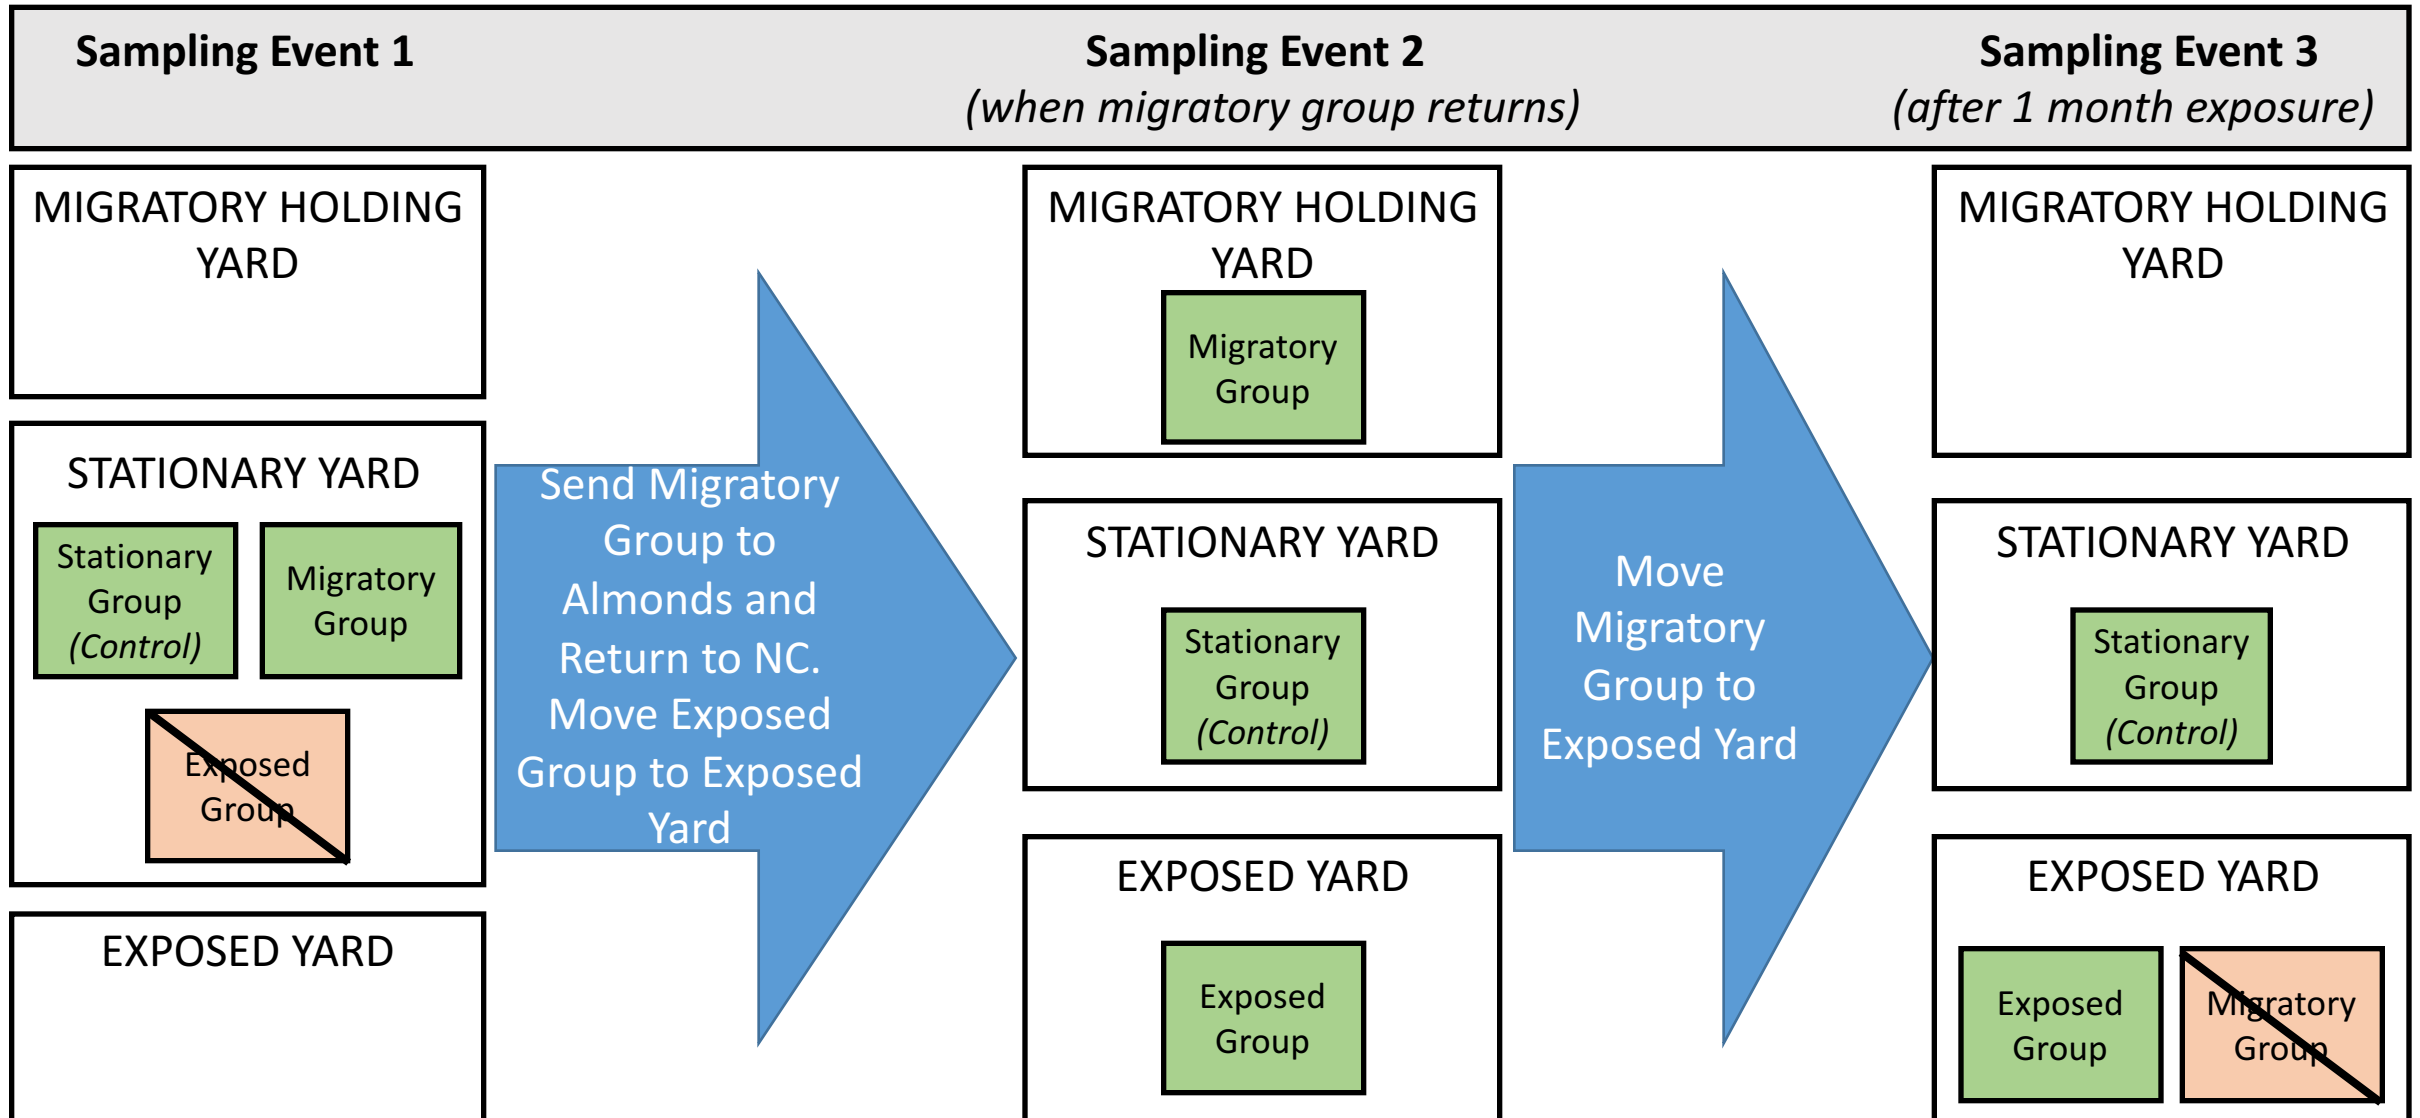 Sampling Event 1
Sampling Event 2
(when migratory group returns)
Sampling Event 3
(after 1 month exposure)
MIGRATORY HOLDING
YARD
STATIONARY YARD
Stationary
Group
(Control)
Migratory
Group
Exposed
Group
EXPOSED YARD
Send Migratory
Group to
Almonds and
Return to NC.
Move Exposed
Group to Exposed
Yard
MIGRATORY HOLDING
YARD
Migratory
Group
STATIONARY YARD
Stationary
Group
(Control)
EXPOSED YARD
Exposed
Group
Move
Migratory
Group to
Exposed Yard
MIGRATORY HOLDING
YARD
STATIONARY YARD
Stationary
Group
(Control)
EXPOSED YARD
Exposed
Group
Migratory
Group